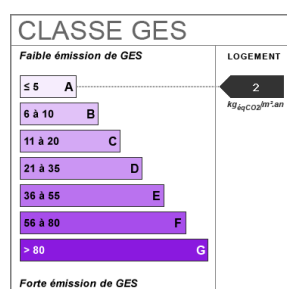 CLASSE GES
Faible émission de GES
LOGEMENT
≤ 5 A
2
kgéqCO2/m².an
6 à 10 B
11 à 20 C
21 à 35 D
36 à 55 E
56 à 80 F
> 80 G
Forte émission de GES